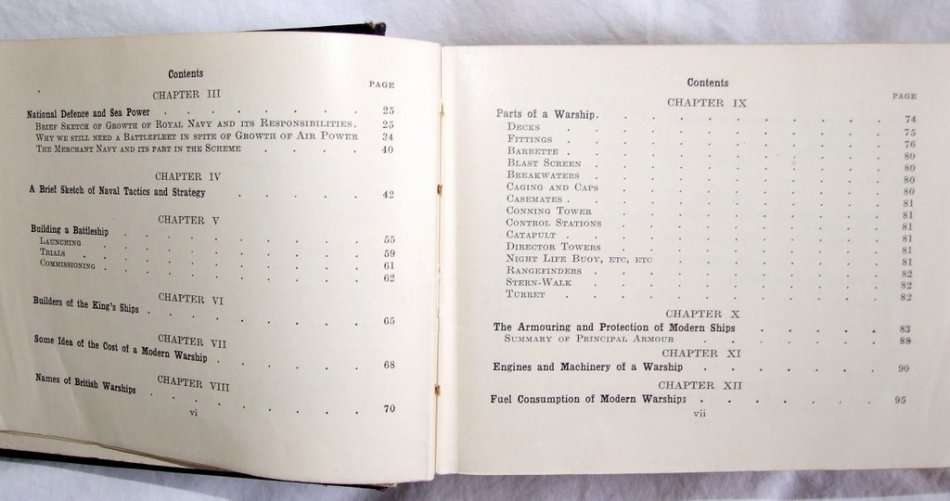 Contents
PAGE
CHAPTER III
National Defence and Sea Power . . . . . . . 25
BRIEF SKETCH OF GROWTH OF ROYAL NAVY AND ITS RESPONSIBILITIES. 25
WHY WE STILL NEED A BATTLEFLEET IN SPITE OF GROWTH OF AIR POWER 34
THE MERCHANT NAVY AND ITS PART IN THE SCHEME . . . . 40
CHAPTER IV
A Brief Sketch of Naval Tactics and Strategy . . . . . 42
CHAPTER V
Building a Battleship . . . . . . . . 55
LAUNCHING . . . . . . . . . 59
TRIALS . . . . . . . . . 61
COMMISSIONING . . . . . . . . . 62
CHAPTER VI
Builders of the King's Ships . . . . . . . 65
CHAPTER VII
Some Idea of the Cost of a Modern Warship . . . . . 68
CHAPTER VIII
Names of British Warships . . . . . . . 70
vi
Contents
PAGE
CHAPTER IX
Parts of a Warship. . . . . . . . . . 74
DECKS . . . . . . . . . . . 75
FITTINGS . . . . . . . . . . . 76
BARBETTE . . . . . . . . . . . 80
BLAST SCREEN . . . . . . . . . . 80
BREAKWATERS . . . . . . . . . . 80
CAGING AND CAPS . . . . . . . . . 80
CASEMATES . . . . . . . . . . . 81
CONNING TOWER . . . . . . . . . 81
CONTROL STATIONS . . . . . . . . . 81
CATAPULT . . . . . . . . . . . 81
DIRECTOR TOWERS . . . . . . . . . 81
NIGHT LIFE BUOY, ETC, ETC . . . . . . . 81
RANGEFINDERS . . . . . . . . . . 82
STERN-WALK . . . . . . . . . . 82
TURRET . . . . . . . . . . . 82
CHAPTER X
The Armouring and Protection of Modern Ships . . . . . 83
SUMMARY OF PRINCIPAL ARMOUR . . . . . . 88
CHAPTER XI
Engines and Machinery of a Warship . . . . . . 90
CHAPTER XII
Fuel Consumption of Modern Warships . . . . . . . 95
vii